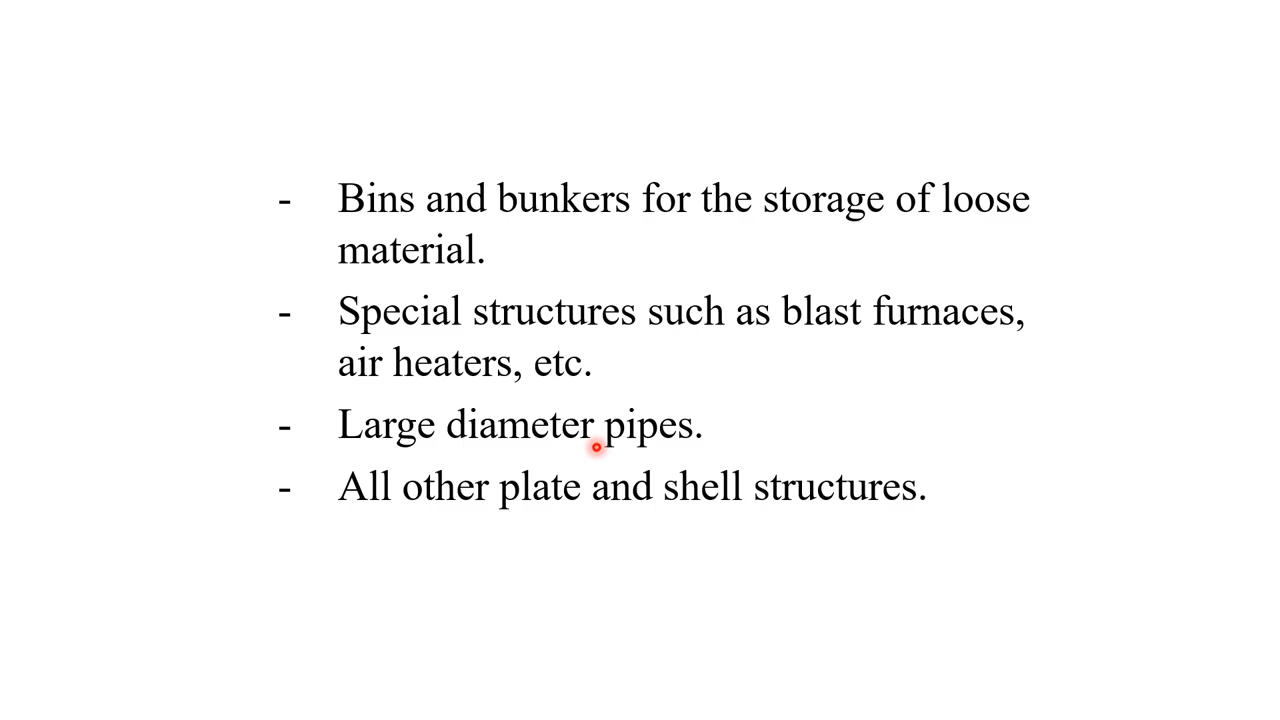 - Bins and bunkers for the storage of loose
material.
- Special structures such as blast furnaces,
air heaters, etc.
- Large diameter pipes.
- All other plate and shell structures.